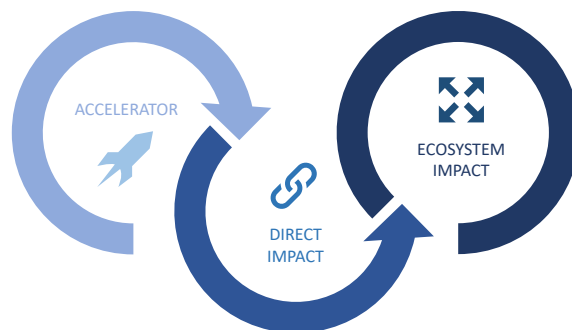 ACCELERATOR
DIRECT
IMPACT
ECOSYSTEM
IMPACT